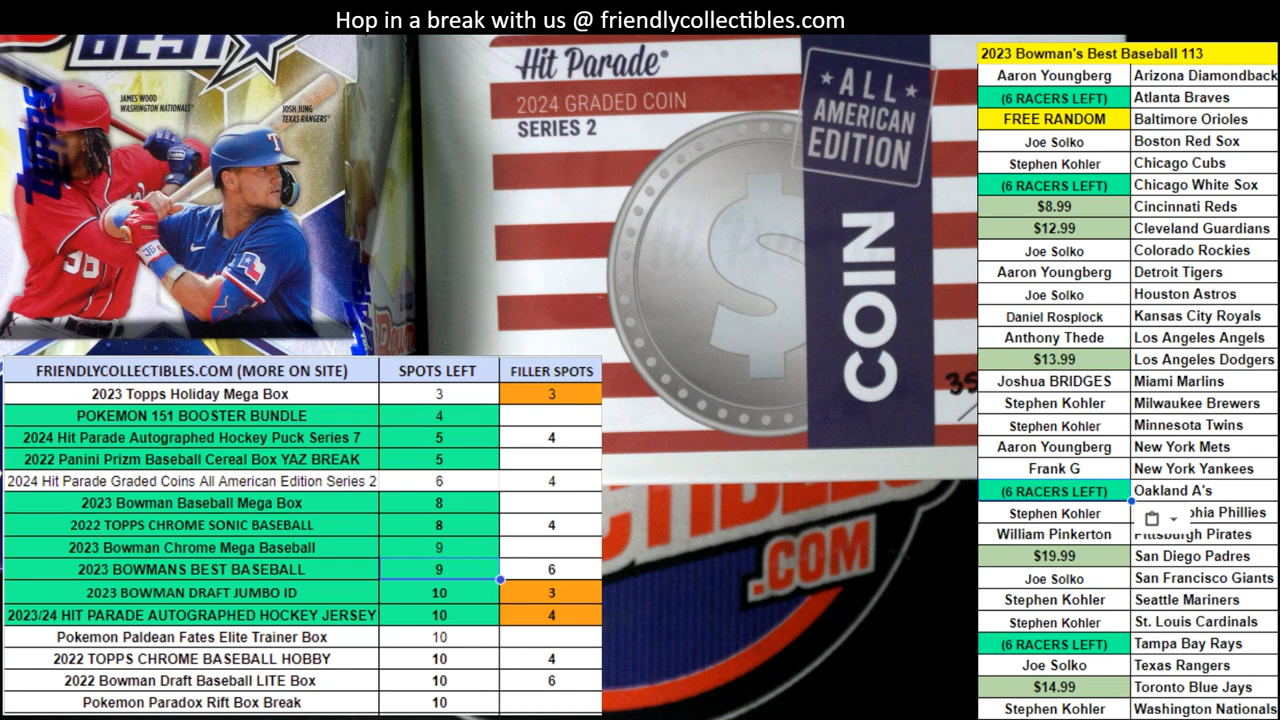 Hop in a break with us @ friendlycollectibles.com
BEST
Topps
JAMES WOOD
WASHINGTON NATIONALS
JOSH JUNG
TEXAS RANGERS
Hit Parade®
2024 GRADED COIN
SERIES 2
★ ALL ★
AMERICAN
EDITION
COIN
$
.COM
FRIENDLYCOLLECTIBLES.COM (MORE ON SITE) SPOTS LEFT FILLER SPOTS
2023 Topps Holiday Mega Box 3 3
POKEMON 151 BOOSTER BUNDLE 4
2024 Hit Parade Autographed Hockey Puck Series 7 5 4
2022 Panini Prizm Baseball Cereal Box YAZ BREAK 5
2024 Hit Parade Graded Coins All American Edition Series 2 6 4
2023 Bowman Baseball Mega Box 8
2022 TOPPS CHROME SONIC BASEBALL 8 4
2023 Bowman Chrome Mega Baseball 9
2023 BOWMANS BEST BASEBALL 9 6
2023 BOWMAN DRAFT JUMBO ID 10 3
2023/24 HIT PARADE AUTOGRAPHED HOCKEY JERSEY 10 4
Pokemon Paldean Fates Elite Trainer Box 10
2022 TOPPS CHROME BASEBALL HOBBY 10 4
2022 Bowman Draft Baseball LITE Box 10 6
Pokemon Paradox Rift Box Break 10
2023 Bowman's Best Baseball 113
Aaron Youngberg Arizona Diamondback
(6 RACERS LEFT) Atlanta Braves
FREE RANDOM Baltimore Orioles
Joe Solko Boston Red Sox
Stephen Kohler Chicago Cubs
(6 RACERS LEFT) Chicago White Sox
$8.99 Cincinnati Reds
$12.99 Cleveland Guardians
Joe Solko Colorado Rockies
Aaron Youngberg Detroit Tigers
Joe Solko Houston Astros
Daniel Rosplock Kansas City Royals
Anthony Thede Los Angeles Angels
$13.99 Los Angeles Dodgers
Joshua BRIDGES Miami Marlins
Stephen Kohler Milwaukee Brewers
Stephen Kohler Minnesota Twins
Aaron Youngberg New York Mets
Frank G New York Yankees
(6 RACERS LEFT) Oakland A's
Stephen Kohler phia Phillies
William Pinkerton Pittsburgh Pirates
$19.99 San Diego Padres
Joe Solko San Francisco Giants
Stephen Kohler Seattle Mariners
Stephen Kohler St. Louis Cardinals
(6 RACERS LEFT) Tampa Bay Rays
Joe Solko Texas Rangers
$14.99 Toronto Blue Jays
Stephen Kohler Washington Nationals